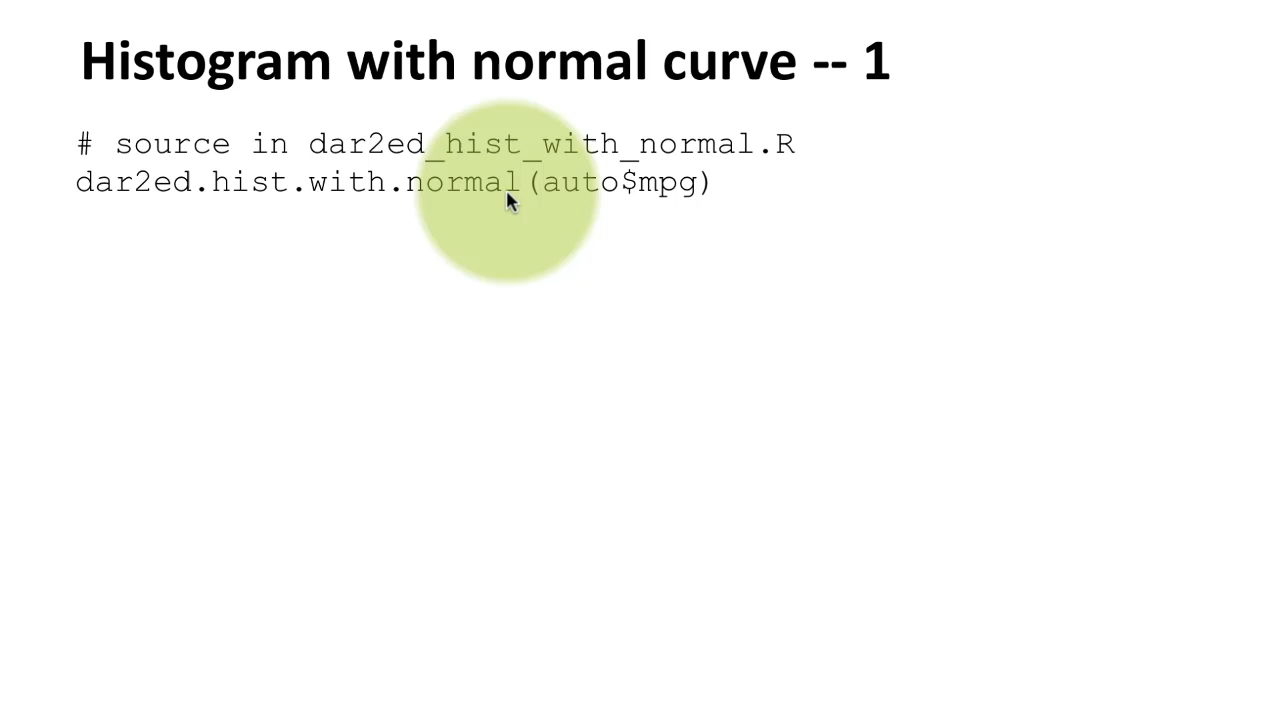 Histogram with normal curve -- 1
# source in dar2ed_hist_with_normal.R
dar2ed.hist.with.normal(auto$mpg)